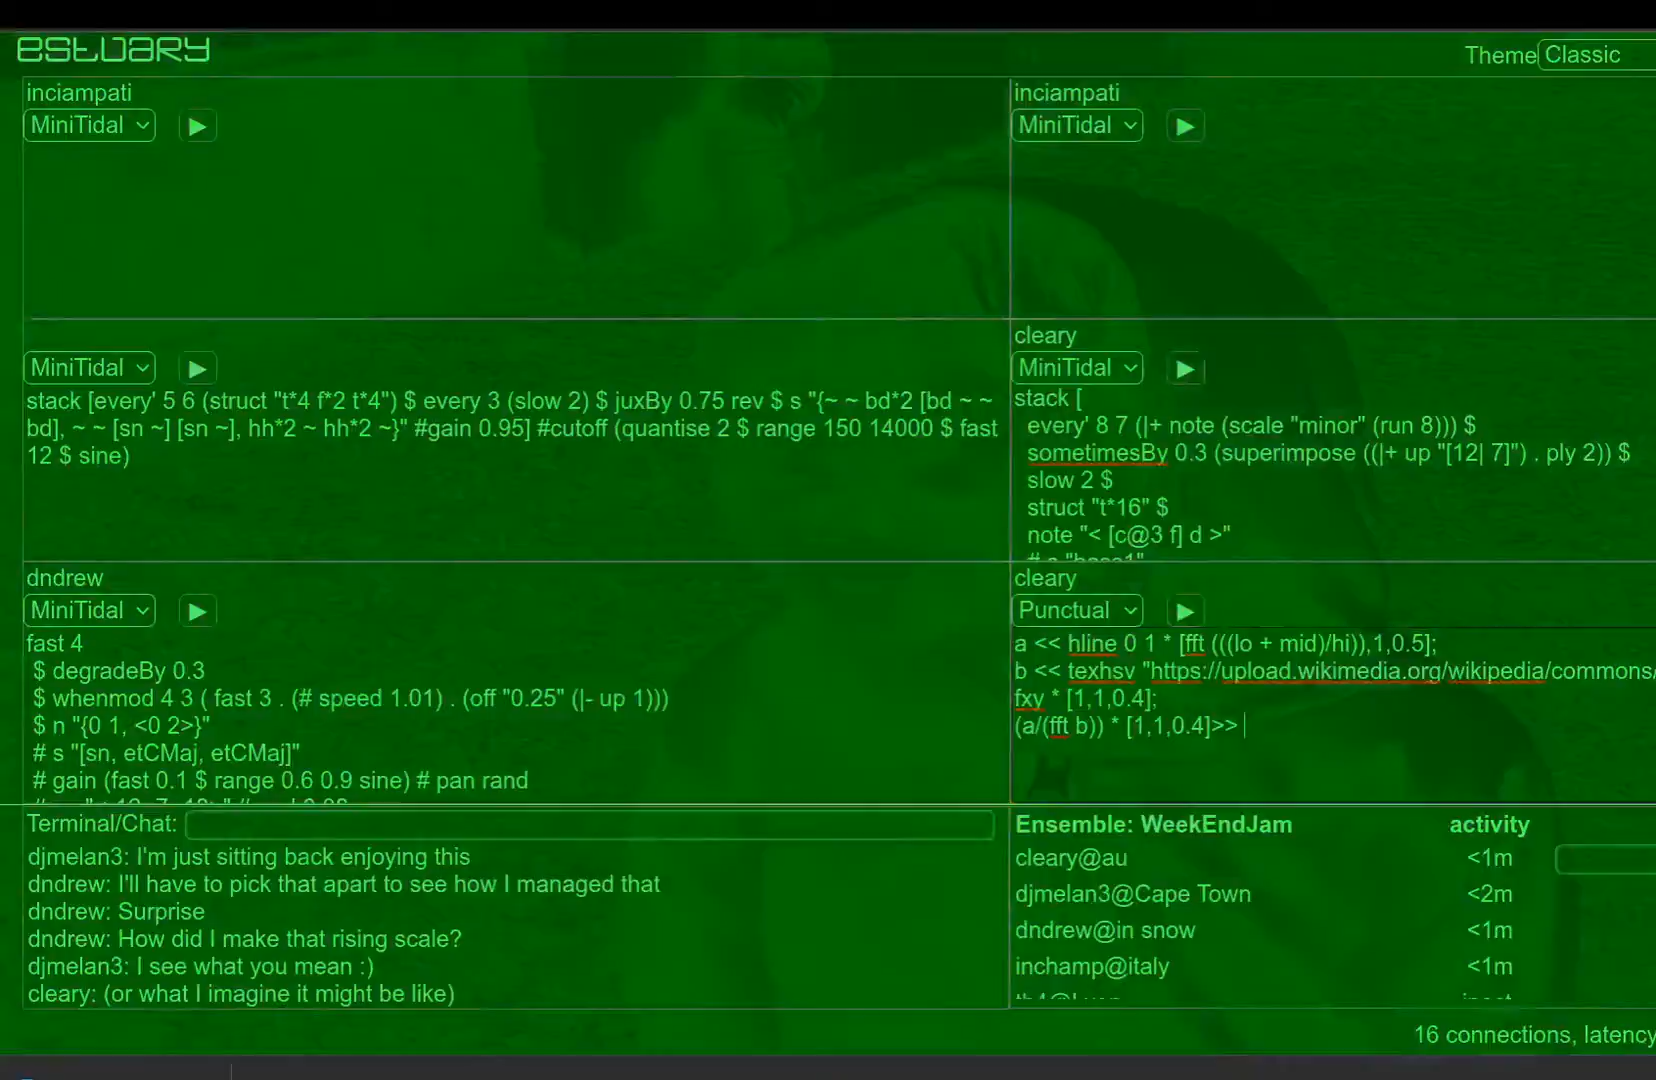 estuary
Theme Classic
inciampati
MiniTidal
inciampati
MiniTidal
MiniTidal
stack [every' 5 6 (struct "t*4 f*2 t*4") $ every 3 (slow 2) $ juxBy 0.75 rev $ s "{~ ~ bd*2 [bd ~ ~
bd], ~ ~ [sn ~] [sn ~], hh*2 ~ hh*2 ~}" #gain 0.95] #cutoff (quantise 2 $ range 150 14000 $ fast
12 $ sine)
cleary
MiniTidal
stack [
every' 8 7 (|+ note (scale "minor" (run 8))) $
sometimesBy 0.3 (superimpose ((|+ up "[12| 7]") . ply 2)) $
slow 2 $
struct "t*16" $
note "< [c@3 f] d >"
dndrew
MiniTidal
fast 4
$ degradeBy 0.3
$ whenmod 4 3 ( fast 3 . (# speed 1.01) . (off "0.25" (|- up 1)))
$ n "{0 1, <0 2>}"
# s "[sn, etCMaj, etCMaj]"
# gain (fast 0.1 $ range 0.6 0.9 sine) # pan rand
cleary
Punctual
a << hline 0 1 * [fft (((lo + mid)/hi)),1,0.5];
b << texhsv "https://upload.wikimedia.org/wikipedia/commons/
fxy * [1,1,0.4];
(a/(fft b)) * [1,1,0.4]>>
Terminal/Chat:
djmelan3: I'm just sitting back enjoying this
dndrew: I'll have to pick that apart to see how I managed that
dndrew: Surprise
dndrew: How did I make that rising scale?
djmelan3: I see what you mean :)
cleary: (or what I imagine it might be like)
Ensemble: WeekEndJam activity
cleary@au <1m
djmelan3@Cape Town <2m
dndrew@in snow <1m
inchamp@italy <1m
16 connections, latency